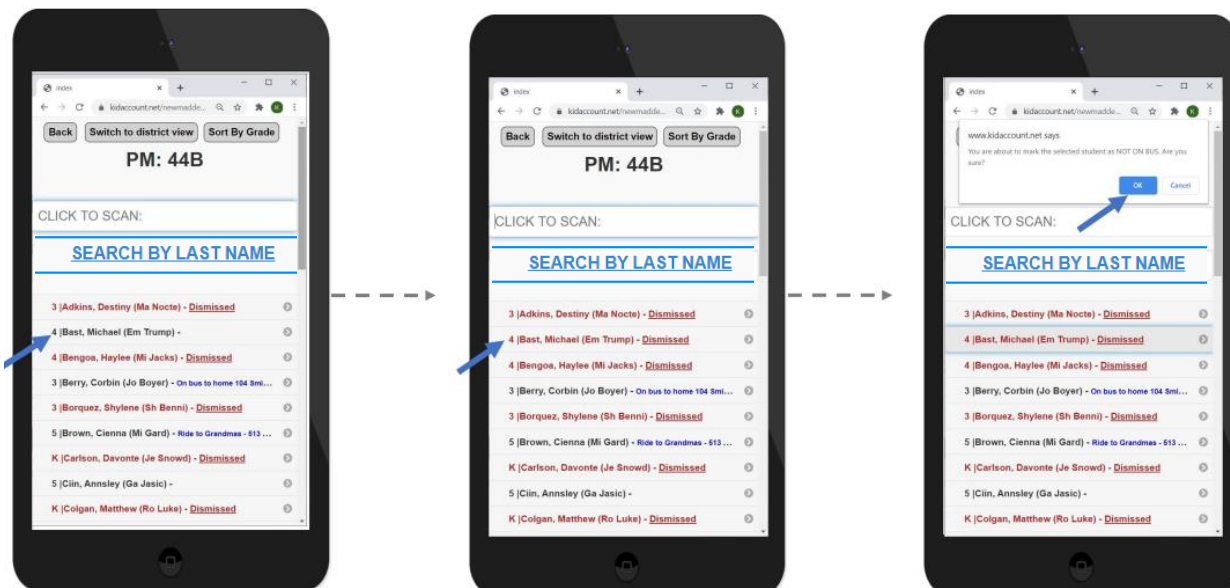 index
kidaccount.net/newmadde...
K
Back Switch to district view Sort By Grade
PM: 44B
CLICK TO SCAN:
SEARCH BY LAST NAME
3 |Adkins, Destiny (Ma Nocte) - Dismissed
4 |Bast, Michael (Em Trump) -
4 |Bengoa, Haylee (Mi Jacks) - Dismissed
3 |Berry, Corbin (Jo Boyer) - On bus to home 104 Smi...
3 |Borquez, Shylene (Sh Benni) - Dismissed
5 |Brown, Cienna (Mi Gard) - Ride to Grandmas - 513 ...
K |Carlson, Davonte (Je Snowd) - Dismissed
5 |Ciin, Annsley (Ga Jasic) -
K |Colgan, Matthew (Ro Luke) - Dismissed
index
kidaccount.net/newmadde...
K
Back Switch to district view Sort By Grade
PM: 44B
CLICK TO SCAN:
SEARCH BY LAST NAME
3 |Adkins, Destiny (Ma Nocte) - Dismissed
4 |Bast, Michael (Em Trump) - Dismissed
4 |Bengoa, Haylee (Mi Jacks) - Dismissed
3 |Berry, Corbin (Jo Boyer) - On bus to home 104 Smi...
3 |Borquez, Shylene (Sh Benni) - Dismissed
5 |Brown, Cienna (Mi Gard) - Ride to Grandmas - 513 ...
K |Carlson, Davonte (Je Snowd) - Dismissed
5 |Ciin, Annsley (Ga Jasic) -
K |Colgan, Matthew (Ro Luke) - Dismissed
index
kidaccount.net/newmadde...
K
www.kidaccount.net says
You are about to mark the selected student as NOT ON BUS. Are you
sure?
OK Cancel
CLICK TO SCAN:
SEARCH BY LAST NAME
3 |Adkins, Destiny (Ma Nocte) - Dismissed
4 |Bast, Michael (Em Trump) - Dismissed
4 |Bengoa, Haylee (Mi Jacks) - Dismissed
3 |Berry, Corbin (Jo Boyer) - On bus to home 104 Smi...
3 |Borquez, Shylene (Sh Benni) - Dismissed
5 |Brown, Cienna (Mi Gard) - Ride to Grandmas - 513 ...
K |Carlson, Davonte (Je Snowd) - Dismissed
5 |Ciin, Annsley (Ga Jasic) -
K |Colgan, Matthew (Ro Luke) - Dismissed